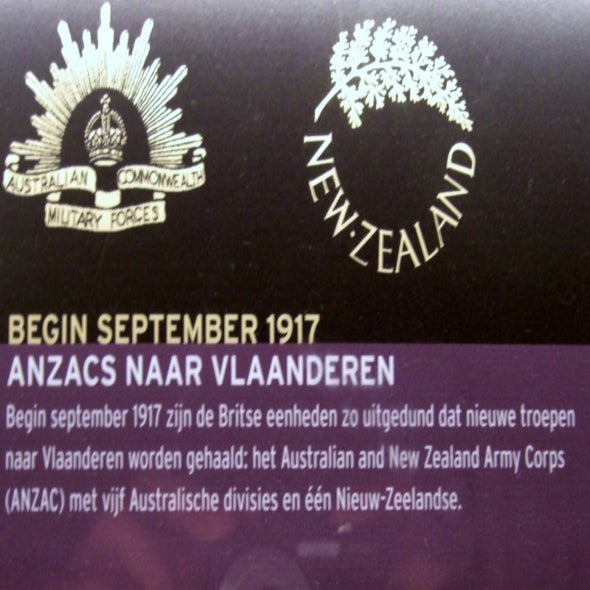 AUSTRALIAN COMMONWEALTH
MILITARY FORCES
NEW·ZEALAND
BEGIN SEPTEMBER 1917
ANZACS NAAR VLAANDEREN
Begin september 1917 zijn de Britse eenheden zo uitgedund dat nieuwe troepen
naar Vlaanderen worden gehaald: het Australian and New Zealand Army Corps
(ANZAC) met vijf Australische divisies en één Nieuw-Zeelandse.